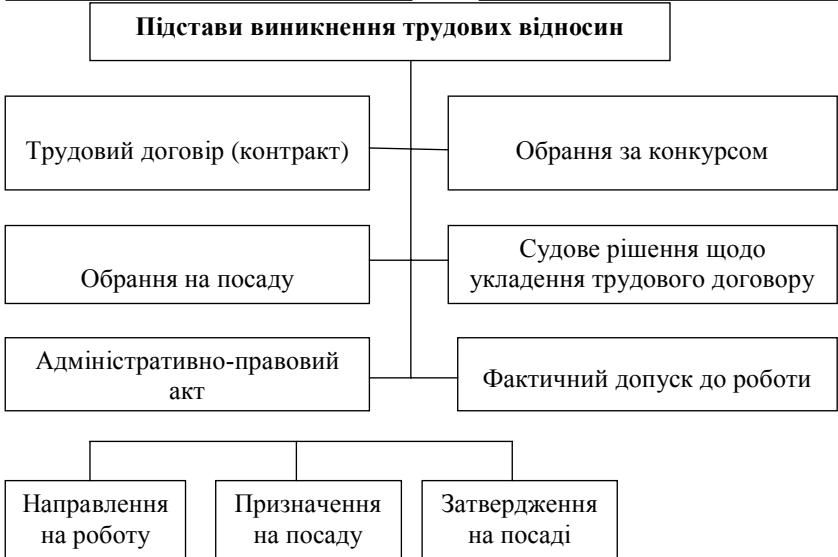 Підстави виникнення трудових відносин
Трудовий договір (контракт)
Обрання за конкурсом
Обрання на посаду
Судове рішення щодо
укладення трудового договору
Адміністративно-правовий
акт
Фактичний допуск до роботи
Направлення
на роботу
Призначення
на посаду
Затвердження
на посаді